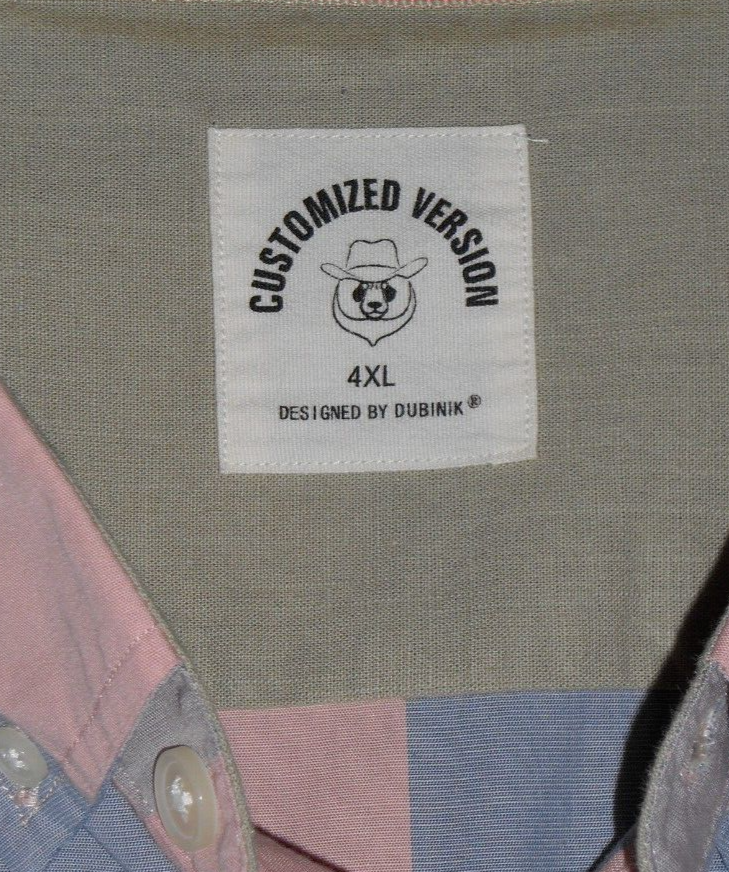 CUSTOMIZED VERSION
4XL
DESIGNED BY DUBINIK®